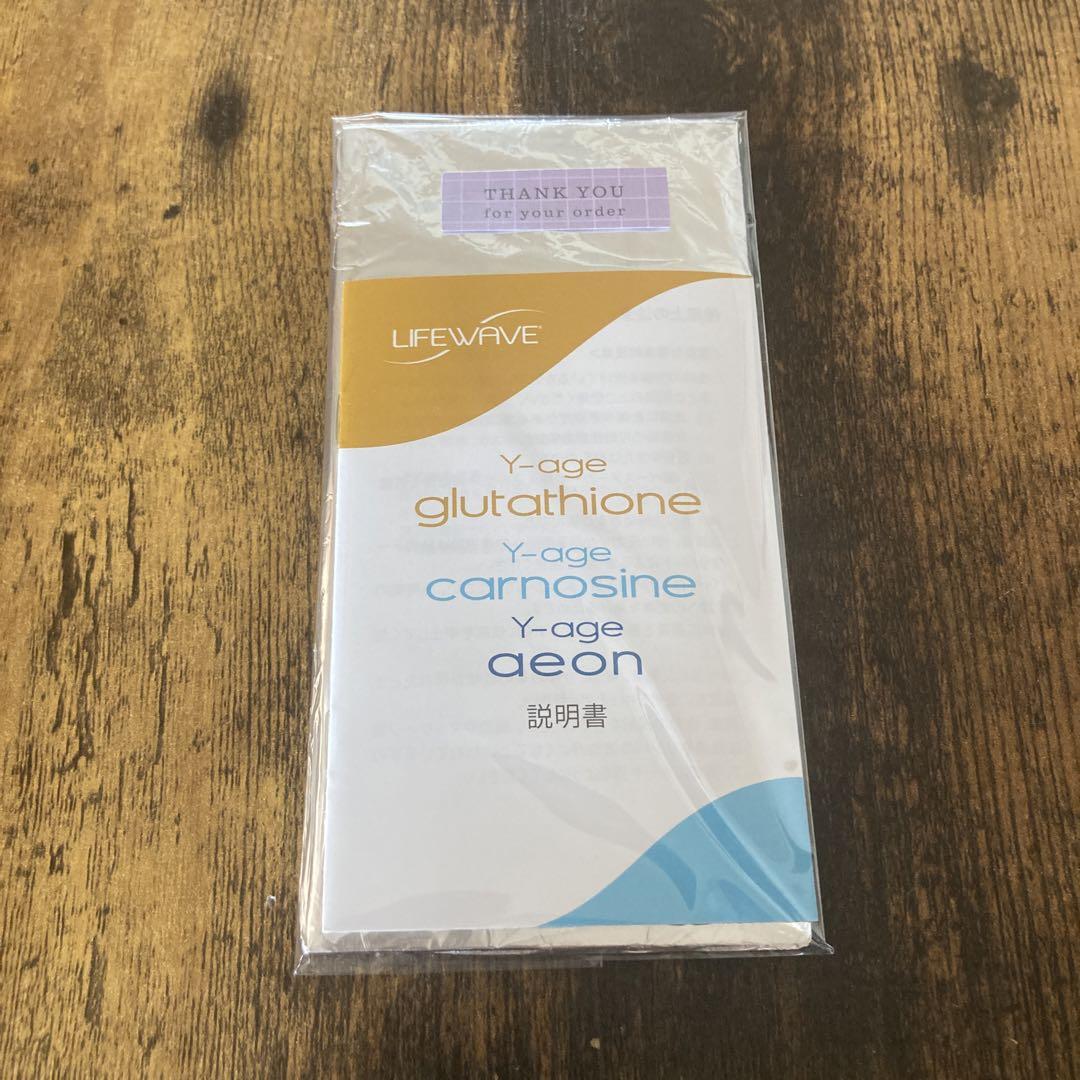 THANK YOU
for your order
LIFEWAVE®
Y-age
glutathione
Y-age
carnosine
Y-age
aeon
説明書